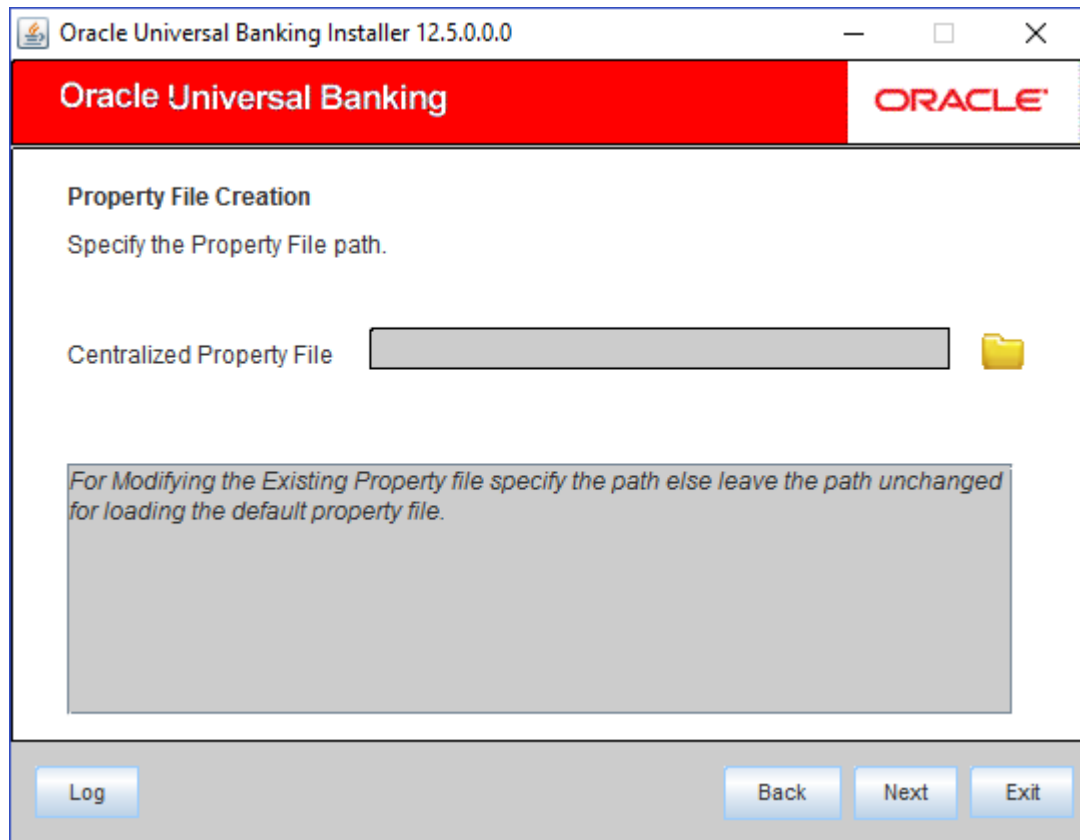 Oracle Universal Banking Installer 12.5.0.0.0
Oracle Universal Banking
ORACLE
Property File Creation
Specify the Property File path.
Centralized Property File
For Modifying the Existing Property file specify the path else leave the path unchanged
for loading the default property file.
Log
Back
Next
Exit